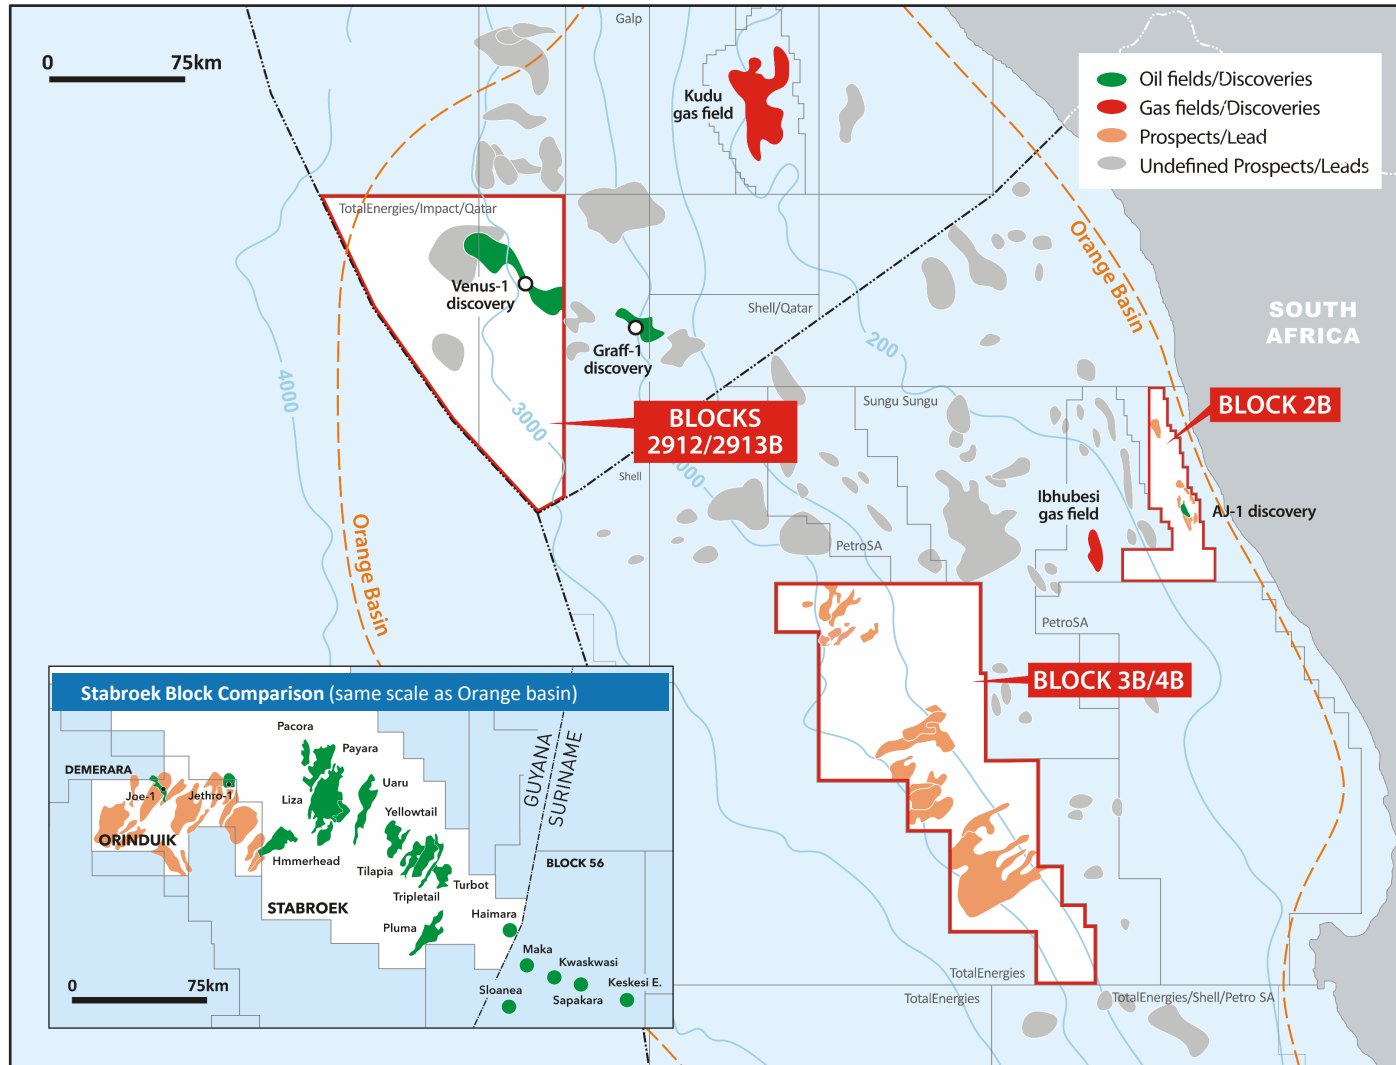 Galp
0 75km
Kudu
gas field
Oil fields/Discoveries
Gas fields/Discoveries
Prospects/Lead
Undefined Prospects/Leads
TotalEnergies/Impact/Qatar
Orange Basin
Venus-1
discovery
Shell/Qatar
SOUTH
AFRICA
Graff-1
discovery
200
4000
3000
BLOCKS
2912/2913B
Sungu Sungu
BLOCK 2B
Shell
Ibhubesi
gas field
AJ-1 discovery
Orange Basin
PetroSA
PetroSA
BLOCK 3B/4B
Stabroek Block Comparison (same scale as Orange basin)
Pacora
Payara
GUYANA
SURINAME
DEMERARA
Joe-1
Jethro-1
Liza
Uaru
Yellowtail
ORINDUIK
Hmmerhead
Tilapia
Turbot
BLOCK 56
Tripletail
STABROEK
Haimara
Pluma
Maka
Kwaskwasi
Keskesi E.
Sloanea
Sapakara
0 75km
TotalEnergies
TotalEnergies
TotalEnergies/Shell/Petro SA